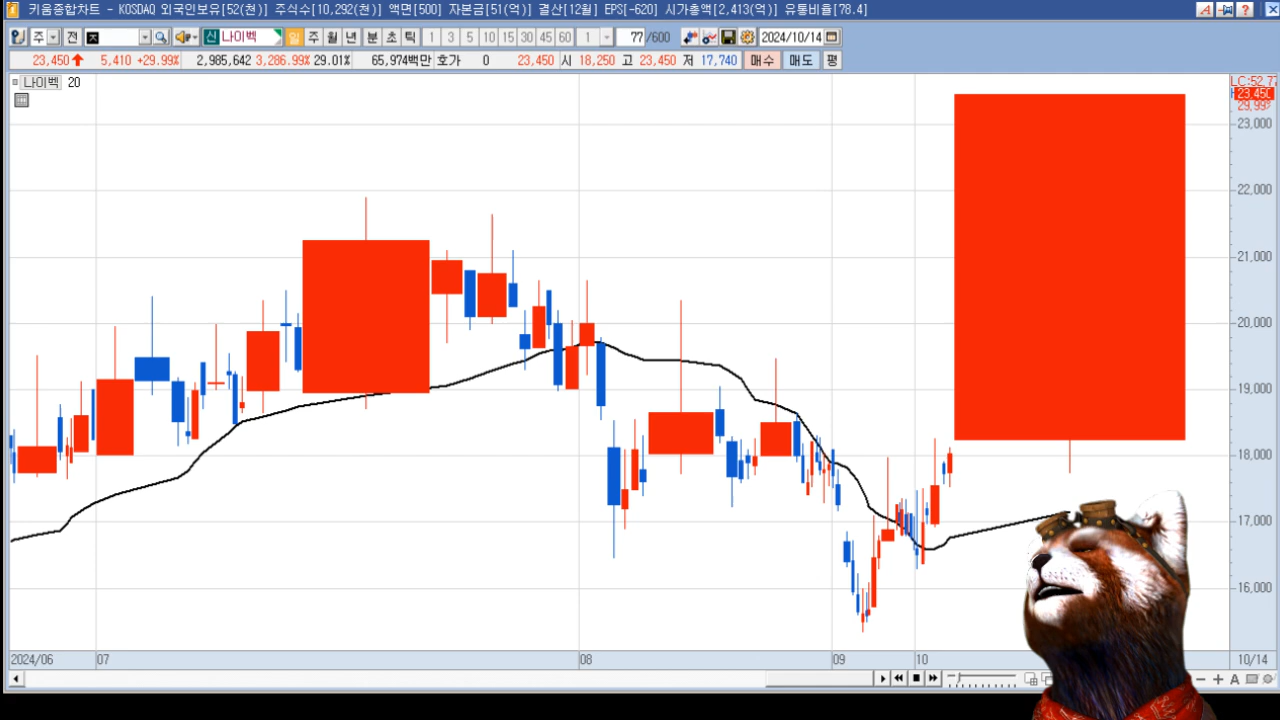 키움종합차트 - KOSDAQ 외국인보유[52(천)] 주식수[10,292(천)] 액면[500] 자본금[51(억)] 결산[12월] EPS[-620] 시가총액[2,413(억)] 유통비율[78.4]
주 전 신 나이벡 일 주 월 년 분 초 틱 1 3 5 10 15 30 45 60 1 77 /600 2024/10/14
23,450 5,410 +29.99% 2,985,642 3,286.99% 29.01% 65,974백만 호가 0 23,450 시 18,250 고 23,450 저 17,740 매수 매도 평
나이벡 20
LC:52.7
23,450
29.99%
23,000
22,000
21,000
20,000
19,000
18,000
17,000
16,000
2024/06 07 08 09 10 10/14
A